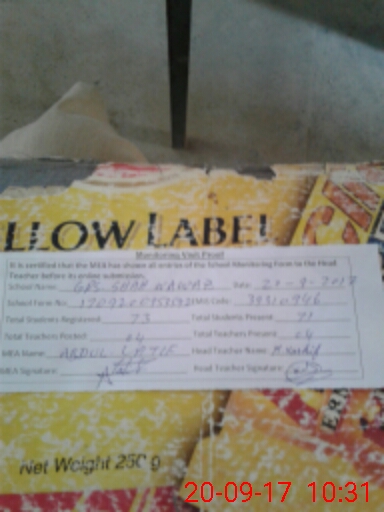 LLOW LABEL
Monitoring Visit Proof
It is certified that the MEA has shown all entries of the School Monitoring Form to the Head
Teacher before its online submission.
School Name: GPS SHAH NAWAB Date: 20-9-2017
School Form No: MEA Code:
Total Students Registered: 73 Total Students Present: 71
Total Teachers Posted: 04 Total Teachers Present: 04
MEA Name: ABDUL Head Teacher Name:
MEA Signature: Head Teacher Signature:
Net Weight 250 g
20-09-17 10:31